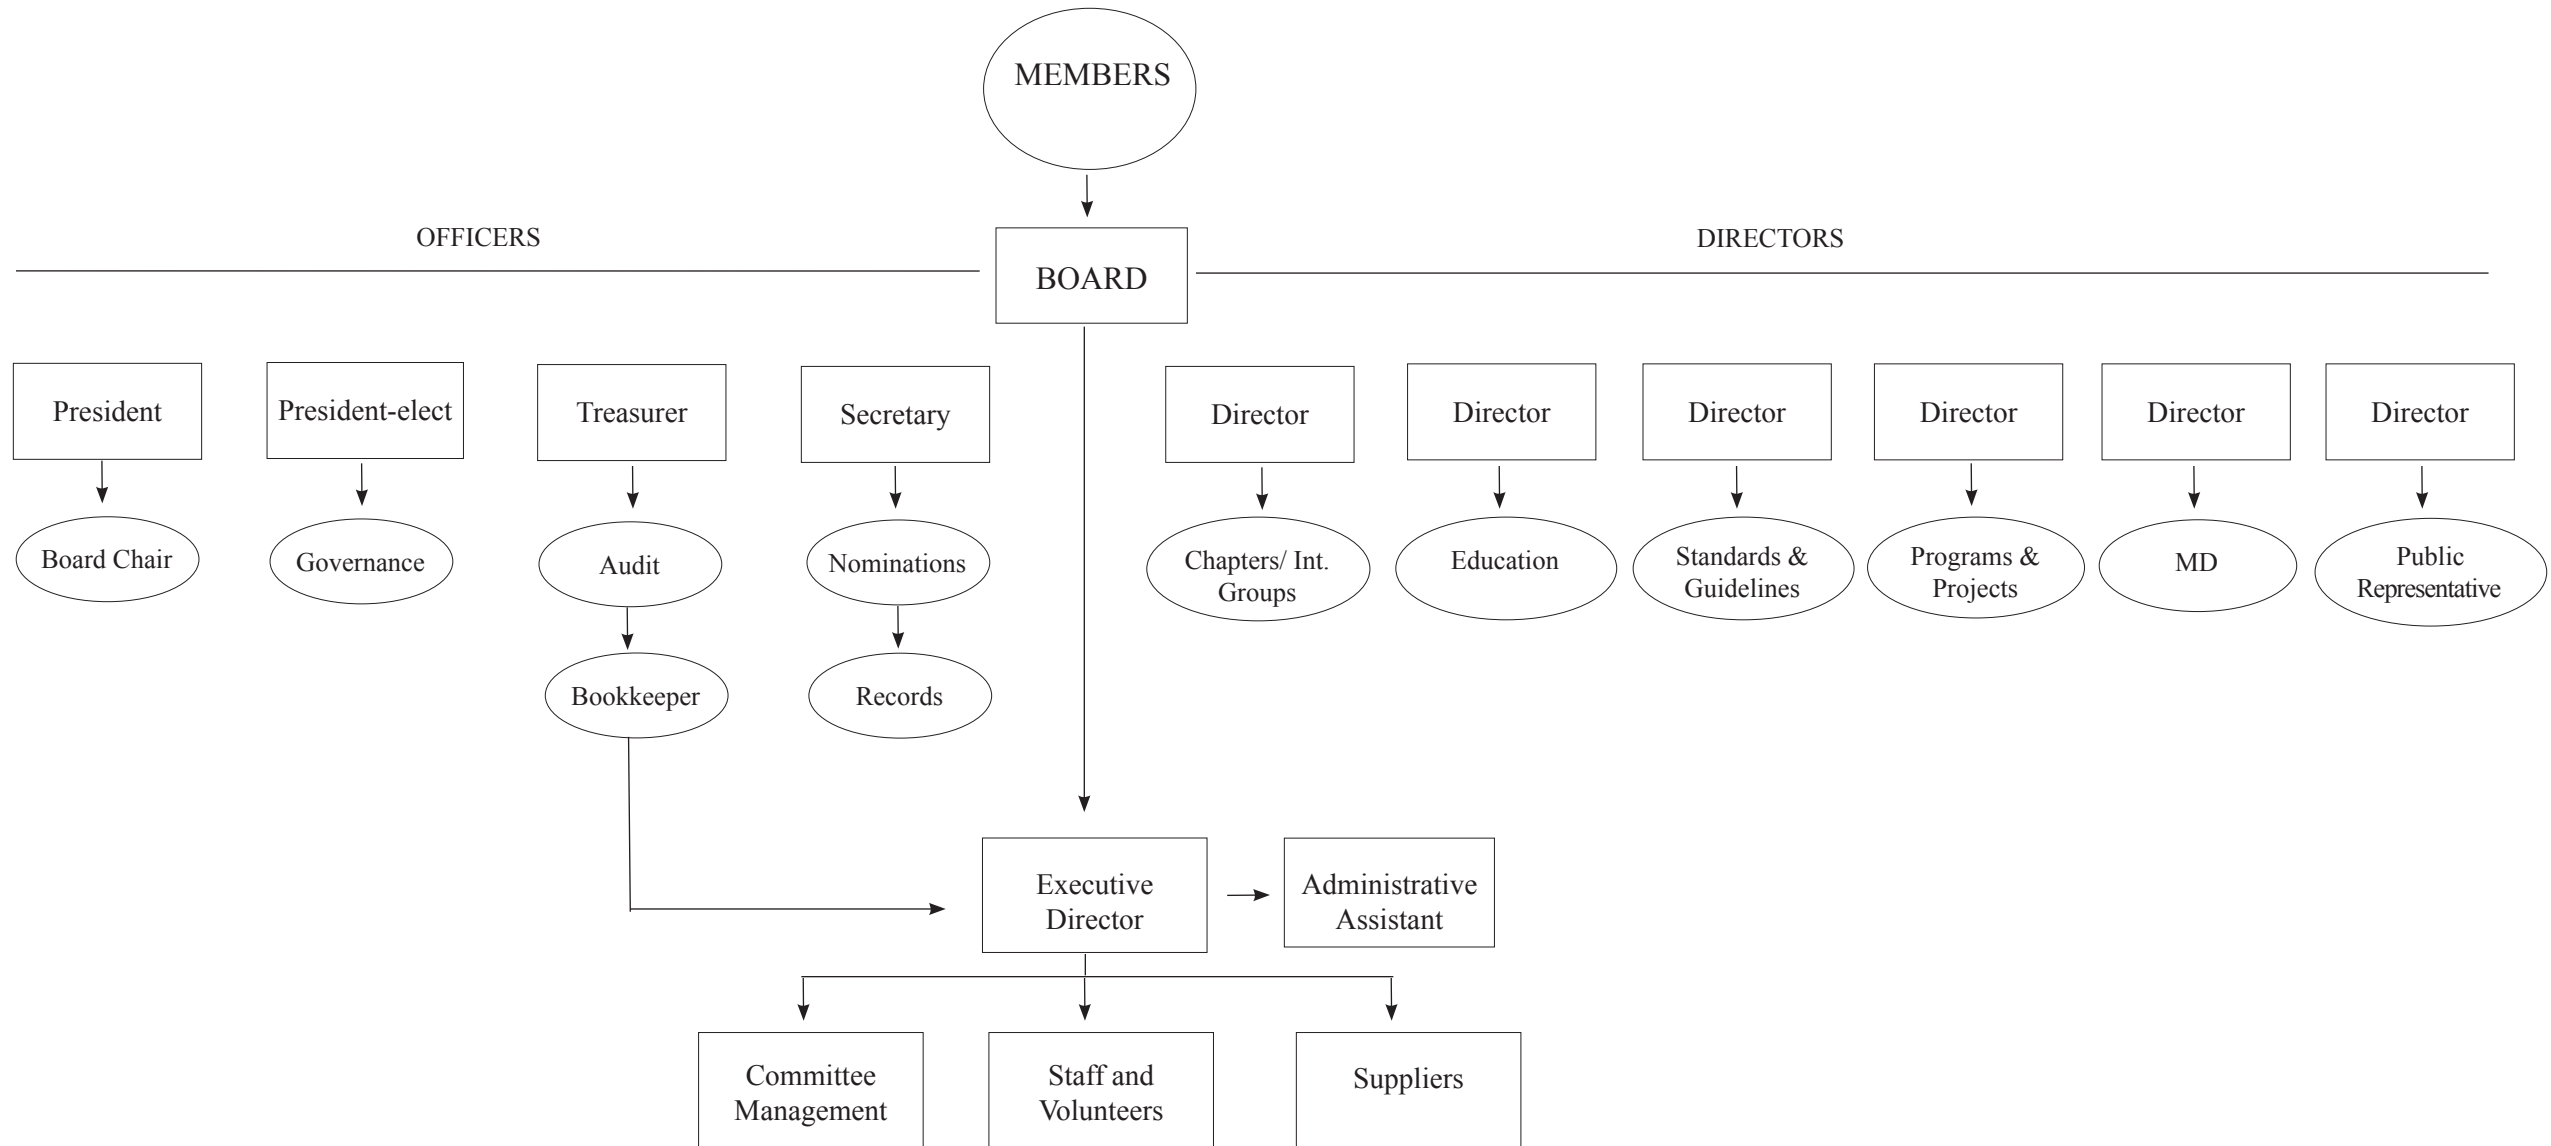 MEMBERS
OFFICERS
DIRECTORS
BOARD
President
President-elect
Treasurer
Secretary
Director
Director
Director
Director
Director
Director
Board Chair
Governance
Audit
Nominations
Chapters/ Int.
Groups
Education
Standards &
Guidelines
Programs &
Projects
MD
Public
Representative
Bookkeeper
Records
Executive
Director
Administrative
Assistant
Committee
Management
Staff and
Volunteers
Suppliers